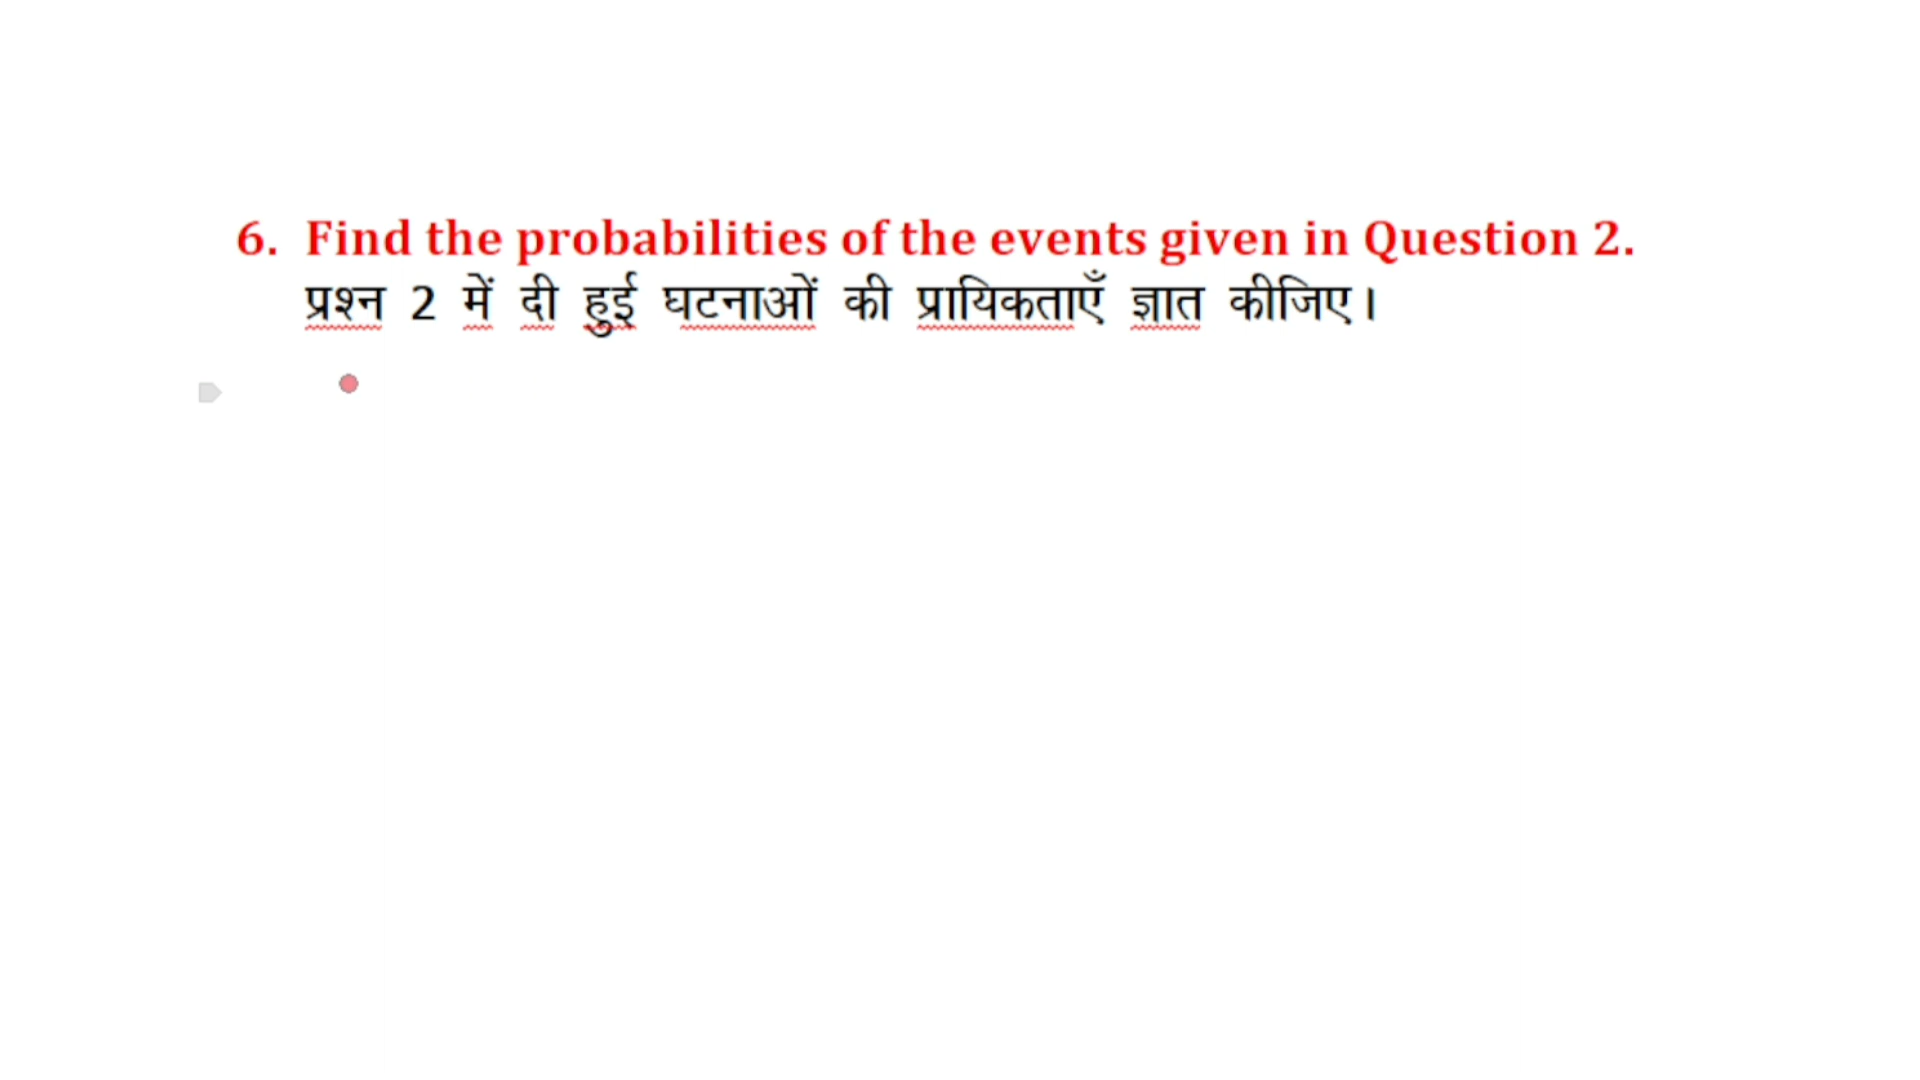 6. Find the probabilities of the events given in Question 2.
प्रश्न 2 में दी हुई घटनाओं की प्रायिकताएँ ज्ञात कीजिए।